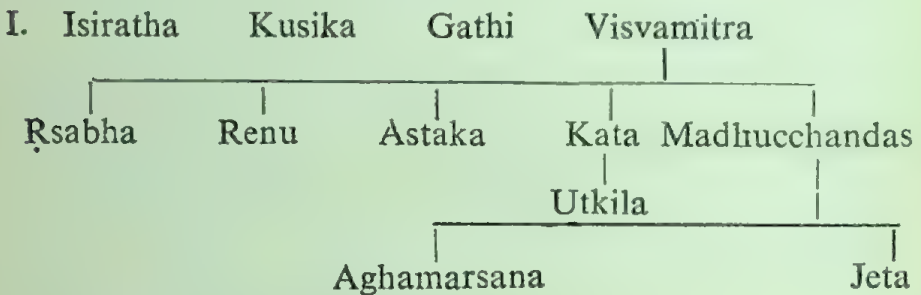 I. Isiratha Kusika Gathi Visvamitra
Ṛsabha Renu Astaka Kata Madhucchandas
Utkila
Aghamarsana Jeta